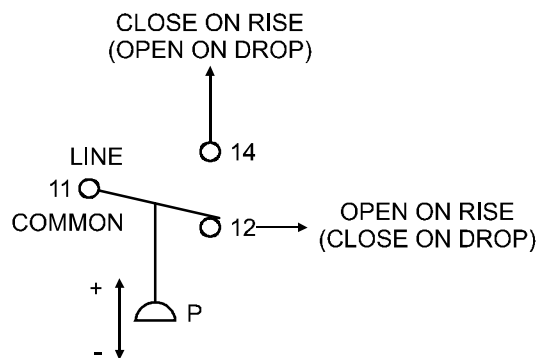 CLOSE ON RISE
(OPEN ON DROP)
14
LINE
11
COMMON
12
OPEN ON RISE
(CLOSE ON DROP)
+
P
-